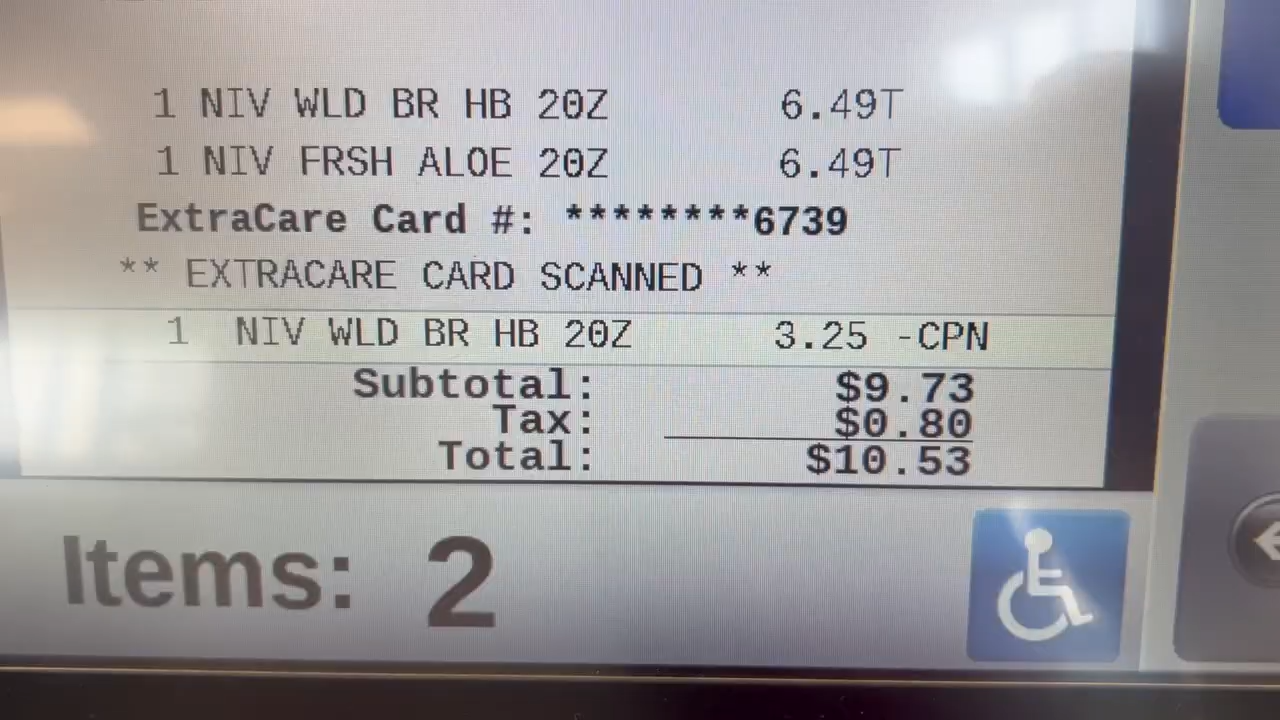 1 NIV WLD BR HB 20Z 6.49T
1 NIV FRSH ALOE 20Z 6.49T
ExtraCare Card #: ********6739
** EXTRACARE CARD SCANNED **
1 NIV WLD BR HB 20Z 3.25 -CPN
Subtotal: $9.73
Tax: $0.80
Total: $10.53
Items: 2